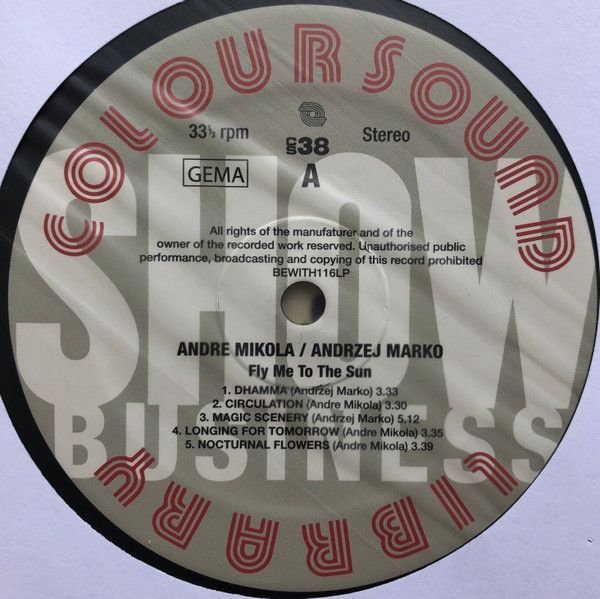 COLOURSOUND
33⅓ rpm
CS38
Stereo
GEMA
A
SHOW
All rights of the manufaturer and of the
owner of the recorded work reserved. Unauthorised public
performance, broadcasting and copying of this record prohibited
BEWITH116LP
ANDRE MIKOLA / ANDRZEJ MARKO
Fly Me To The Sun
1. DHAMMA (Andrzej Marko) 3.33
2. CIRCULATION (Andre Mikola) 3.30
3. MAGIC SCENERY (Andrzej Marko) 5.12
4. LONGING FOR TOMORROW (Andre Mikola) 3.35
5. NOCTURNAL FLOWERS (Andre Mikola) 3.39
BUSINESS
LIBRARY